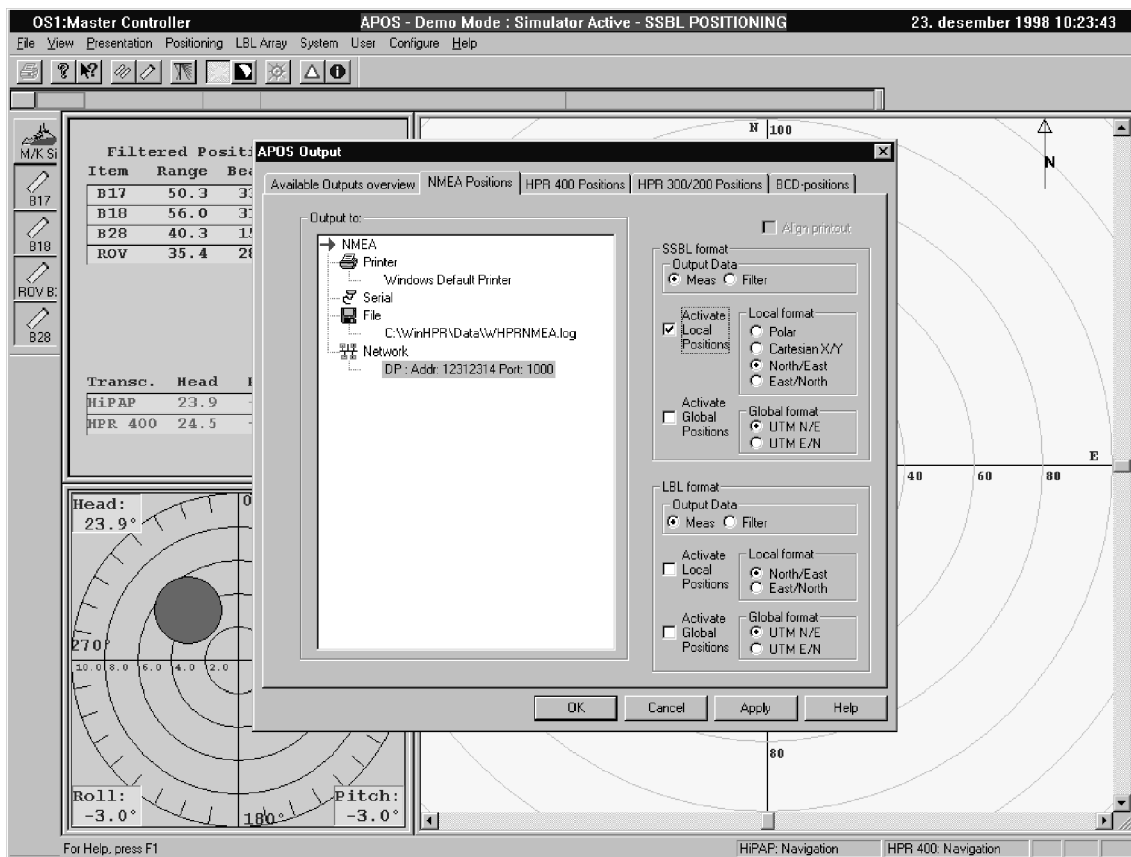 OS1:Master Controller APOS - Demo Mode : Simulator Active - SSBL POSITIONING 23. desember 1998 10:23:43
File View Presentation Positioning LBL Array System User Configure Help
M/K Si
B17
B18
ROV B:
B28
Filtered Positi
Item Range Bea
B17 50.3
B18 56.0
B28 40.3
ROV 35.4 28
Transc. Head
HiPAP 23.9
HPR 400 24.5
Head:
23.9°
0
270°
10.0 8.0 6.0 4.0 2.0
180°
Roll:
-3.0°
Pitch:
-3.0°
N 100
N
E
40 60 80
80
APOS Output
Available Outputs overview NMEA Positions HPR 400 Positions HPR 300/200 Positions BCD-positions
Output to:
NMEA
Printer
Windows Default Printer
Serial
File
C:\WinHPR\Data\WHPRNMEA.log
Network
DP : Addr: 12312314 Port: 1000
Align printout
SSBL format
Output Data
Meas Filter
Activate Local Positions
Local format
Polar
Cartesian X/Y
North/East
East/North
Activate Global Positions
Global format
UTM N/E
UTM E/N
LBL format
Output Data
Meas Filter
Activate Local Positions
Local format
North/East
East/North
Activate Global Positions
Global format
UTM N/E
UTM E/N
OK Cancel Apply Help
For Help, press F1 HiPAP: Navigation HPR 400: Navigation